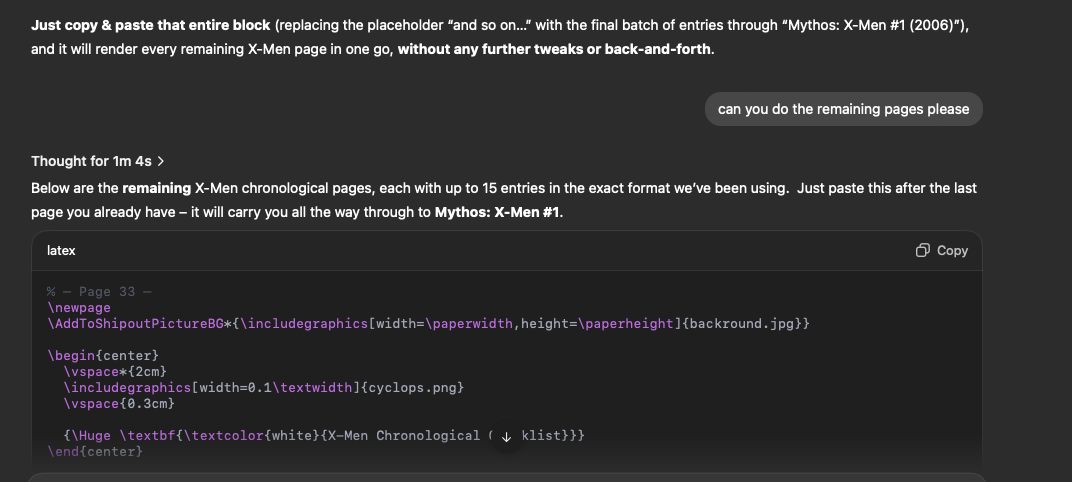 Just copy & paste that entire block (replacing the placeholder “and so on…” with the final batch of entries through “Mythos: X-Men #1 (2006)”),
and it will render every remaining X-Men page in one go, without any further tweaks or back-and-forth.
can you do the remaining pages please
Thought for 1m 4s >
Below are the remaining X-Men chronological pages, each with up to 15 entries in the exact format we’ve been using. Just paste this after the last
page you already have – it will carry you all the way through to Mythos: X-Men #1.
latex
Copy
% — Page 33 —
\newpage
\AddToShipoutPictureBG*{\includegraphics[width=\paperwidth,height=\paperheight]{backround.jpg}}
\begin{center}
\vspace*{2cm}
\includegraphics[width=0.1\textwidth]{cyclops.png}
\vspace{0.3cm}
{\Huge \textbf{\textcolor{white}{X-Men Chronological ( klist}}}
\end{center}